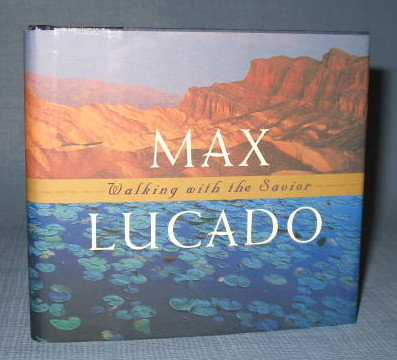 MAX
Walking with the Savior
LUCADO